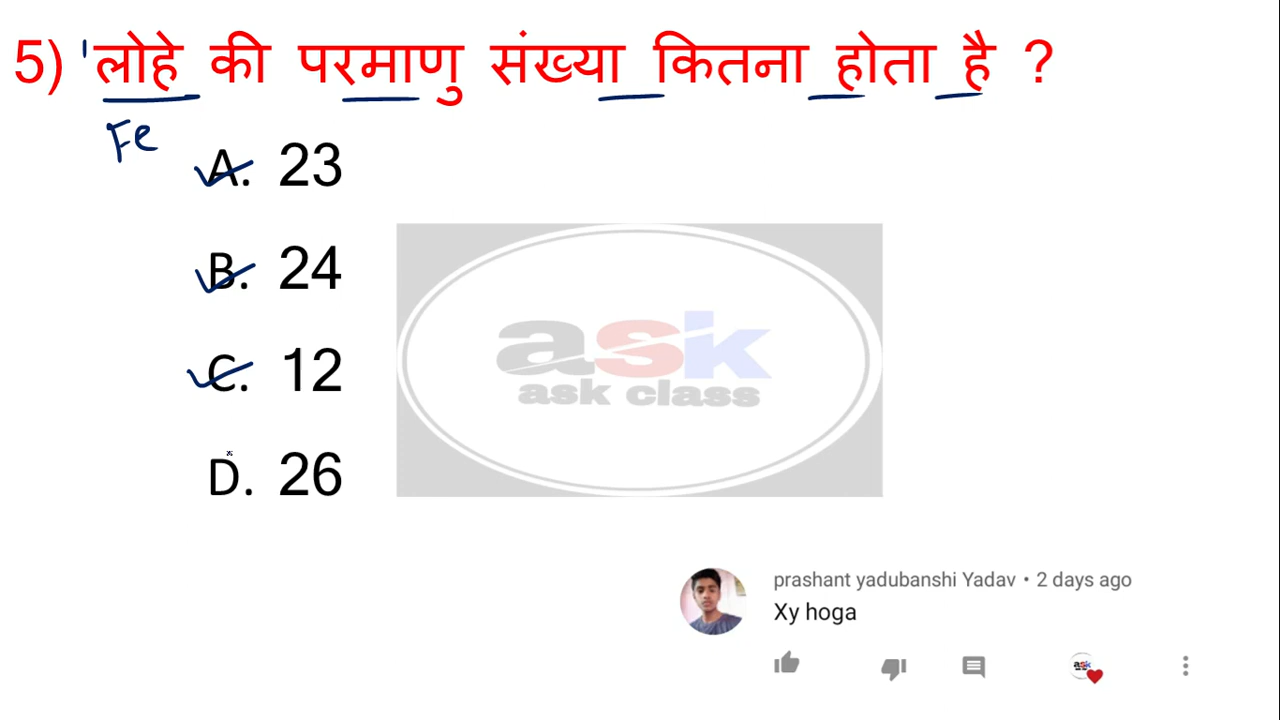 5) लोहे की परमाणु संख्या कितना होता है ?
Fe
A. 23
B. 24
C. 12
D. 26
ask
ask class
prashant yadubanshi Yadav • 2 days ago
Xy hoga
ask